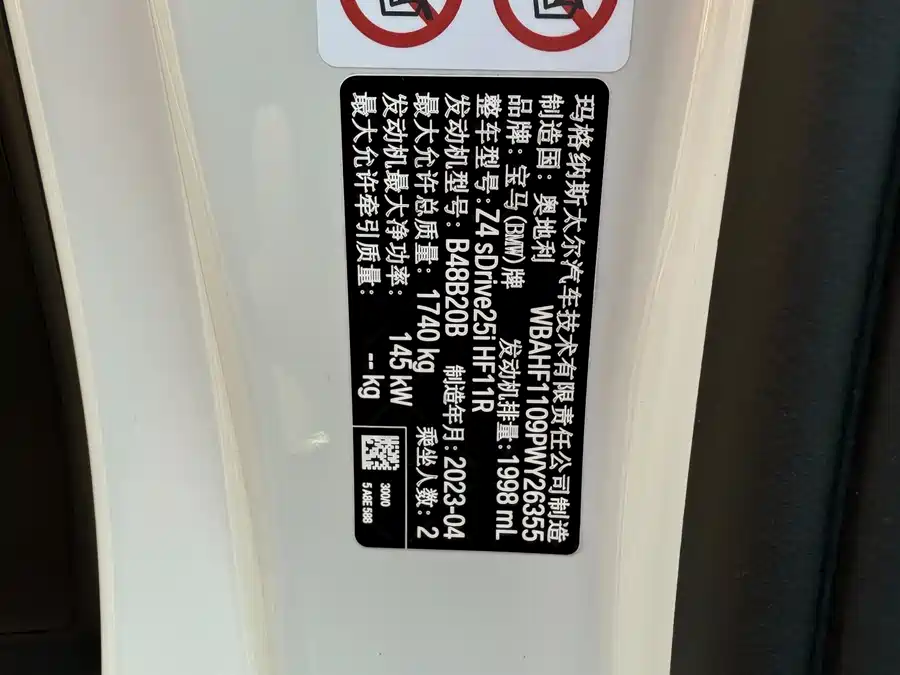 玛格纳斯太尔汽车技术有限责任公司制造
制造国：奥地利 WBAHF1109PWY26355
品牌：宝马(BMW)牌 发动机排量：1998 mL
整车型号：Z4 sDrive25i HF11R
发动机型号：B48B20B 制造年月：2023-04
最大允许总质量：1740 kg 乘坐人数：2
发动机最大净功率：145 kW
最大允许牵引质量：-- kg
300/0
5 A8E 588